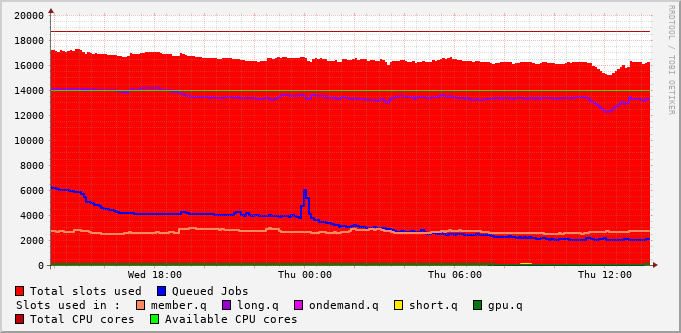 RRDTOOL / TOBI OETIKER
20000
18000
16000
14000
12000
10000
8000
6000
4000
2000
0
Wed 18:00 Thu 00:00 Thu 06:00 Thu 12:00
Total slots used Queued Jobs
Slots used in : member.q long.q ondemand.q short.q gpu.q
Total CPU cores Available CPU cores